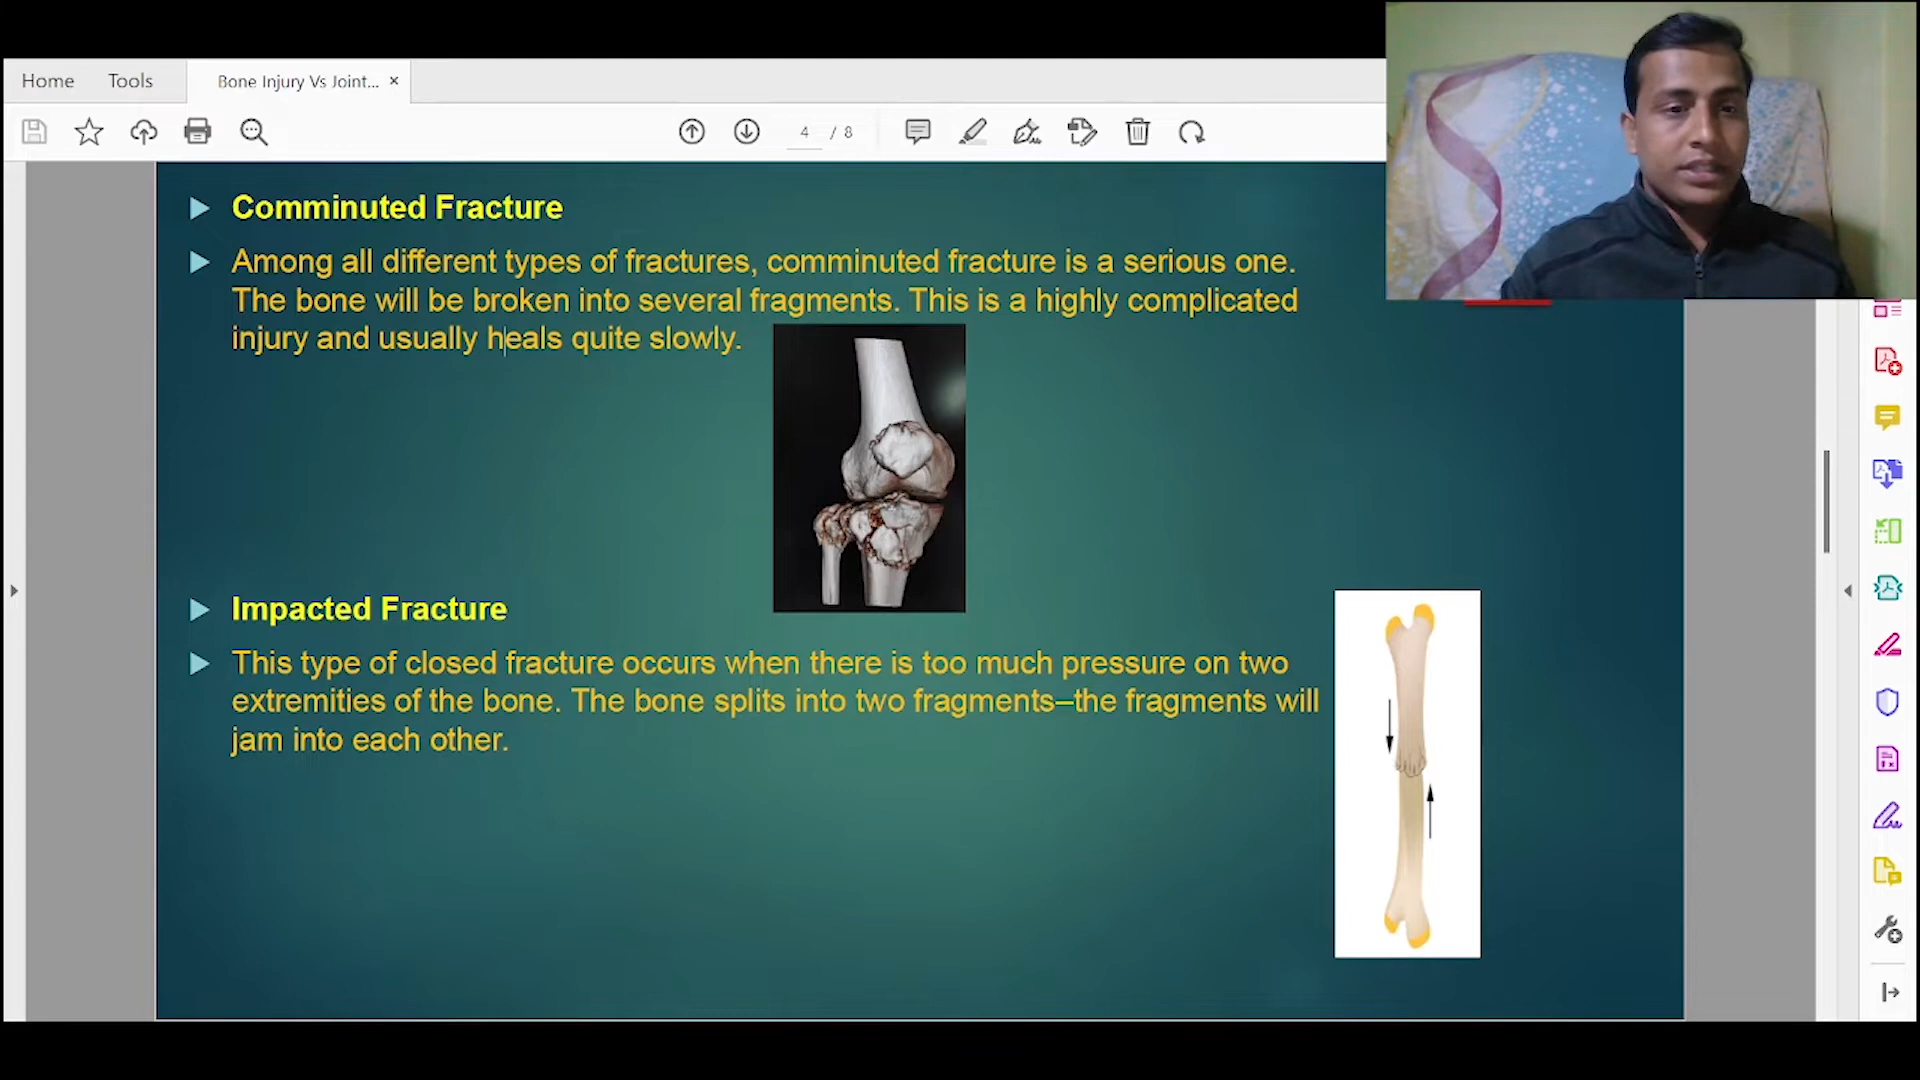 Home Tools Bone Injury Vs Joint... ×
4 / 8
Comminuted Fracture
Among all different types of fractures, comminuted fracture is a serious one.
The bone will be broken into several fragments. This is a highly complicated
injury and usually heals quite slowly.
Impacted Fracture
This type of closed fracture occurs when there is too much pressure on two
extremities of the bone. The bone splits into two fragments–the fragments will
jam into each other.